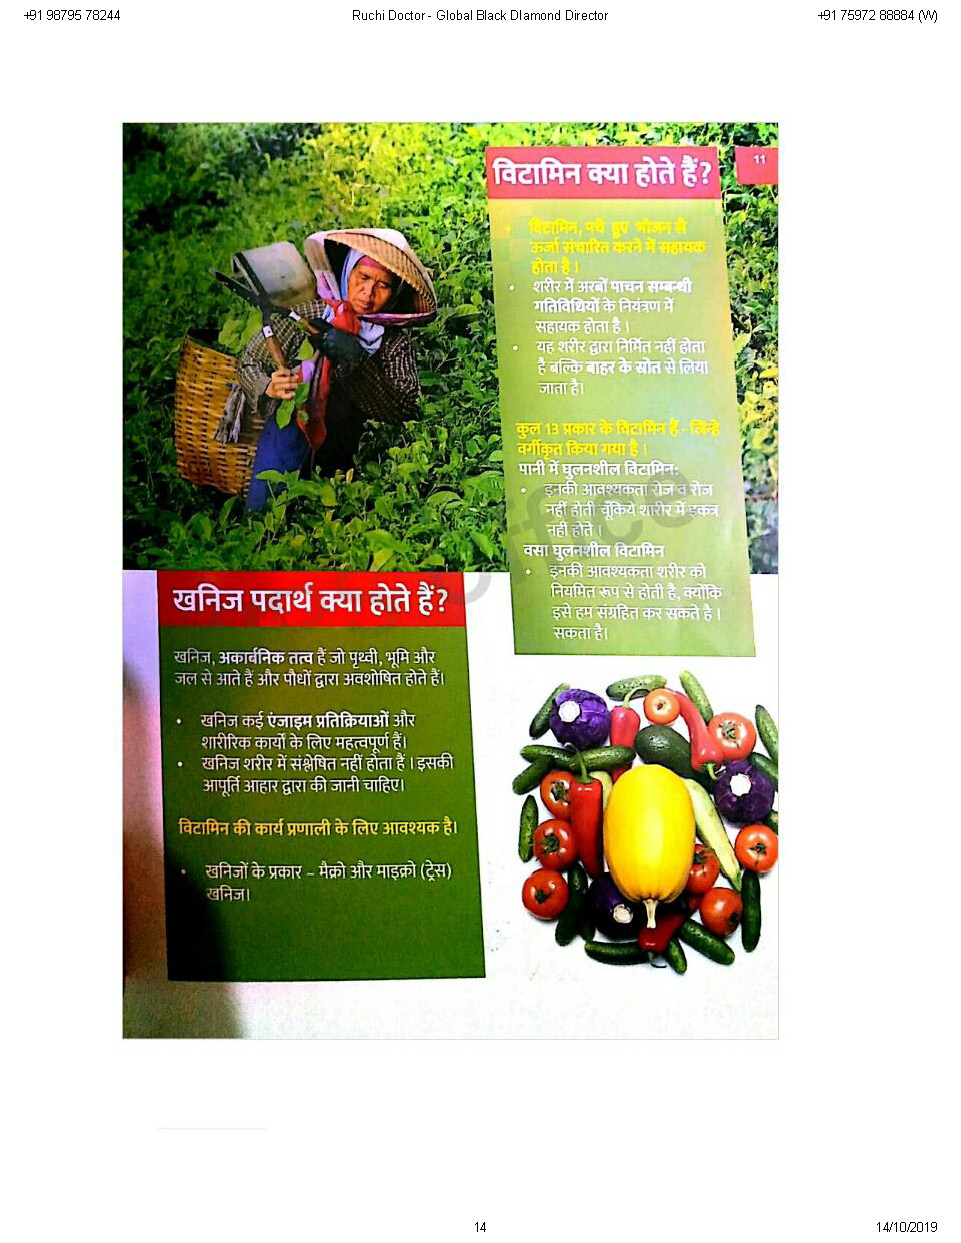 +91 98795 78244
Ruchi Doctor - Global Black DIamond Director
+91 75972 88884 (W)
11
विटामिन क्या होते हैं?
• विटामिन, पचे हुए भोजन से
ऊर्जा संचारित करने में सहायक
होता है ।
• शरीर में अरबों पाचन सम्बन्धी
गतिविधियों के नियंत्रण में
सहायक होता है ।
• यह शरीर द्वारा निर्मित नहीं होता
है बल्कि बाहर के स्रोत से लिया
जाता है।
कुल 13 प्रकार के विटामिन हैं - जिन्हे
वर्गीकृत किया गया है ।
पानी में घुलनशील विटामिन:
• इनकी आवश्यकता रोज व रोज
नहीं होती चूँकिये शारीर में इकत्र
नहीं होते ।
वसा घुलनशील विटामिन
• इनकी आवश्यकता शरीर को
नियमित रूप से होती है, क्योंकि
इसे हम संग्रहित कर सकते है ।
सकता है।
खनिज पदार्थ क्या होते हैं?
खनिज, अकार्बनिक तत्व हैं जो पृथ्वी, भूमि और
जल से आते हैं और पौधों द्वारा अवशोषित होते हैं।
• खनिज कई एंजाइम प्रतिक्रियाओं और
शारीरिक कार्यों के लिए महत्वपूर्ण हैं।
• खनिज शरीर में संश्लेषित नहीं होता हैं । इसकी
आपूर्ति आहार द्वारा की जानी चाहिए।
विटामिन की कार्य प्रणाली के लिए आवश्यक है।
• खनिजों के प्रकार – मैक्रो और माइक्रो (ट्रेस)
खनिज।
Office
14
14/10/2019